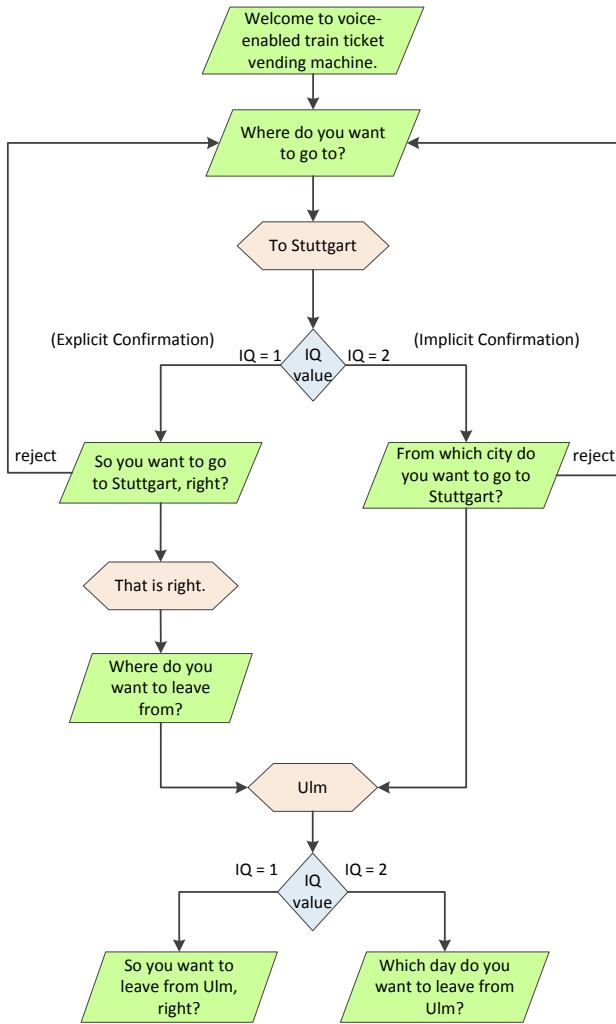 Welcome to voice-
enabled train ticket
vending machine.
Where do you want
to go to?
To Stuttgart
(Explicit Confirmation)
(Implicit Confirmation)
IQ = 1
IQ
value
IQ = 2
reject
So you want to go
to Stuttgart, right?
From which city do
you want to go to
Stuttgart?
reject
That is right.
Where do you
want to leave
from?
Ulm
IQ = 1
IQ
value
IQ = 2
So you want to
leave from Ulm,
right?
Which day do you
want to leave from
Ulm?